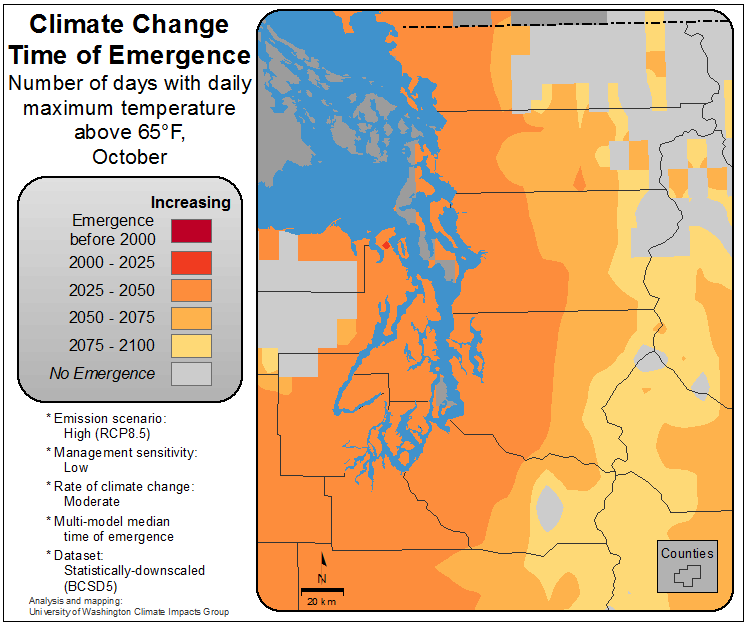 Climate Change
Time of Emergence
Number of days with daily
maximum temperature
above 65°F,
October
Increasing
Emergence
before 2000
2000 - 2025
2025 - 2050
2050 - 2075
2075 - 2100
No Emergence
* Emission scenario:
High (RCP8.5)
* Management sensitivity:
Low
* Rate of climate change:
Moderate
* Multi-model median
time of emergence
* Dataset:
Statistically-downscaled
(BCSD5)
Analysis and mapping:
University of Washington Climate Impacts Group
N
20 km
Counties